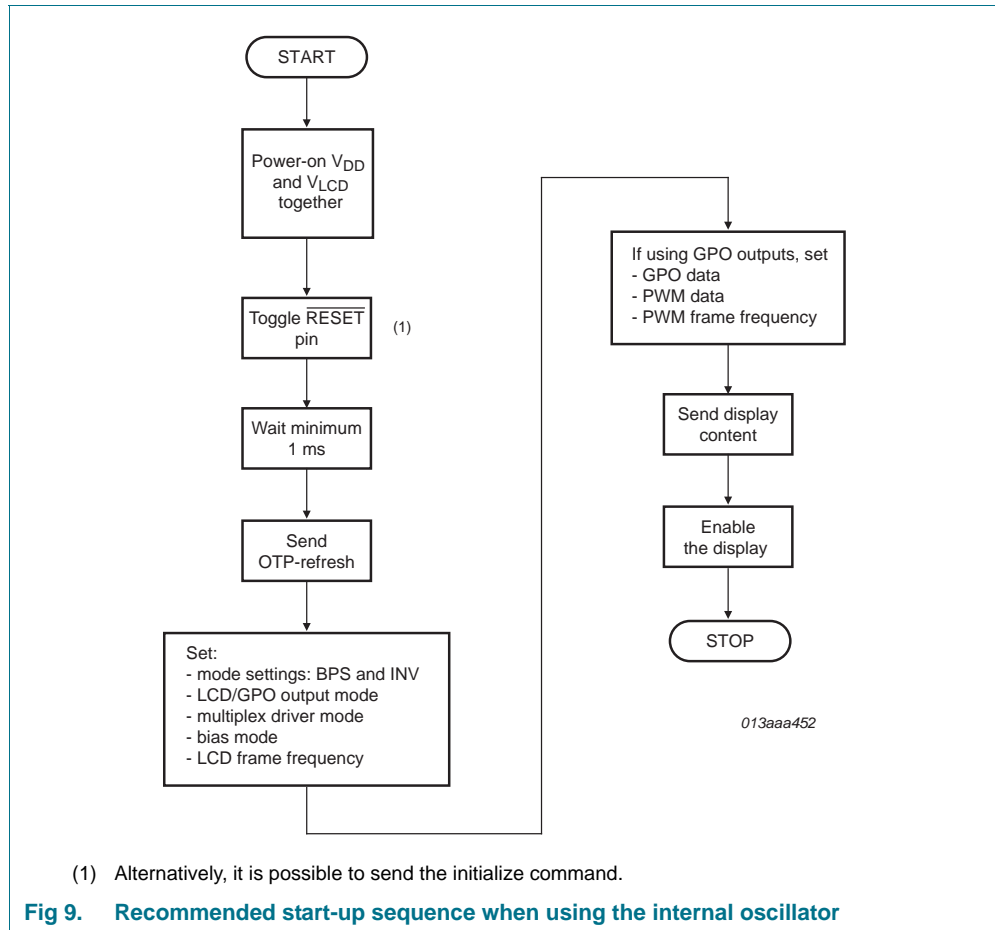 START
Power-on VDD
and VLCD
together
Toggle RESET
pin
(1)
Wait minimum
1 ms
Send
OTP-refresh
Set:
- mode settings: BPS and INV
- LCD/GPO output mode
- multiplex driver mode
- bias mode
- LCD frame frequency
If using GPO outputs, set
- GPO data
- PWM data
- PWM frame frequency
Send display
content
Enable
the display
STOP
013aaa452
(1) Alternatively, it is possible to send the initialize command.
Fig 9. Recommended start-up sequence when using the internal oscillator